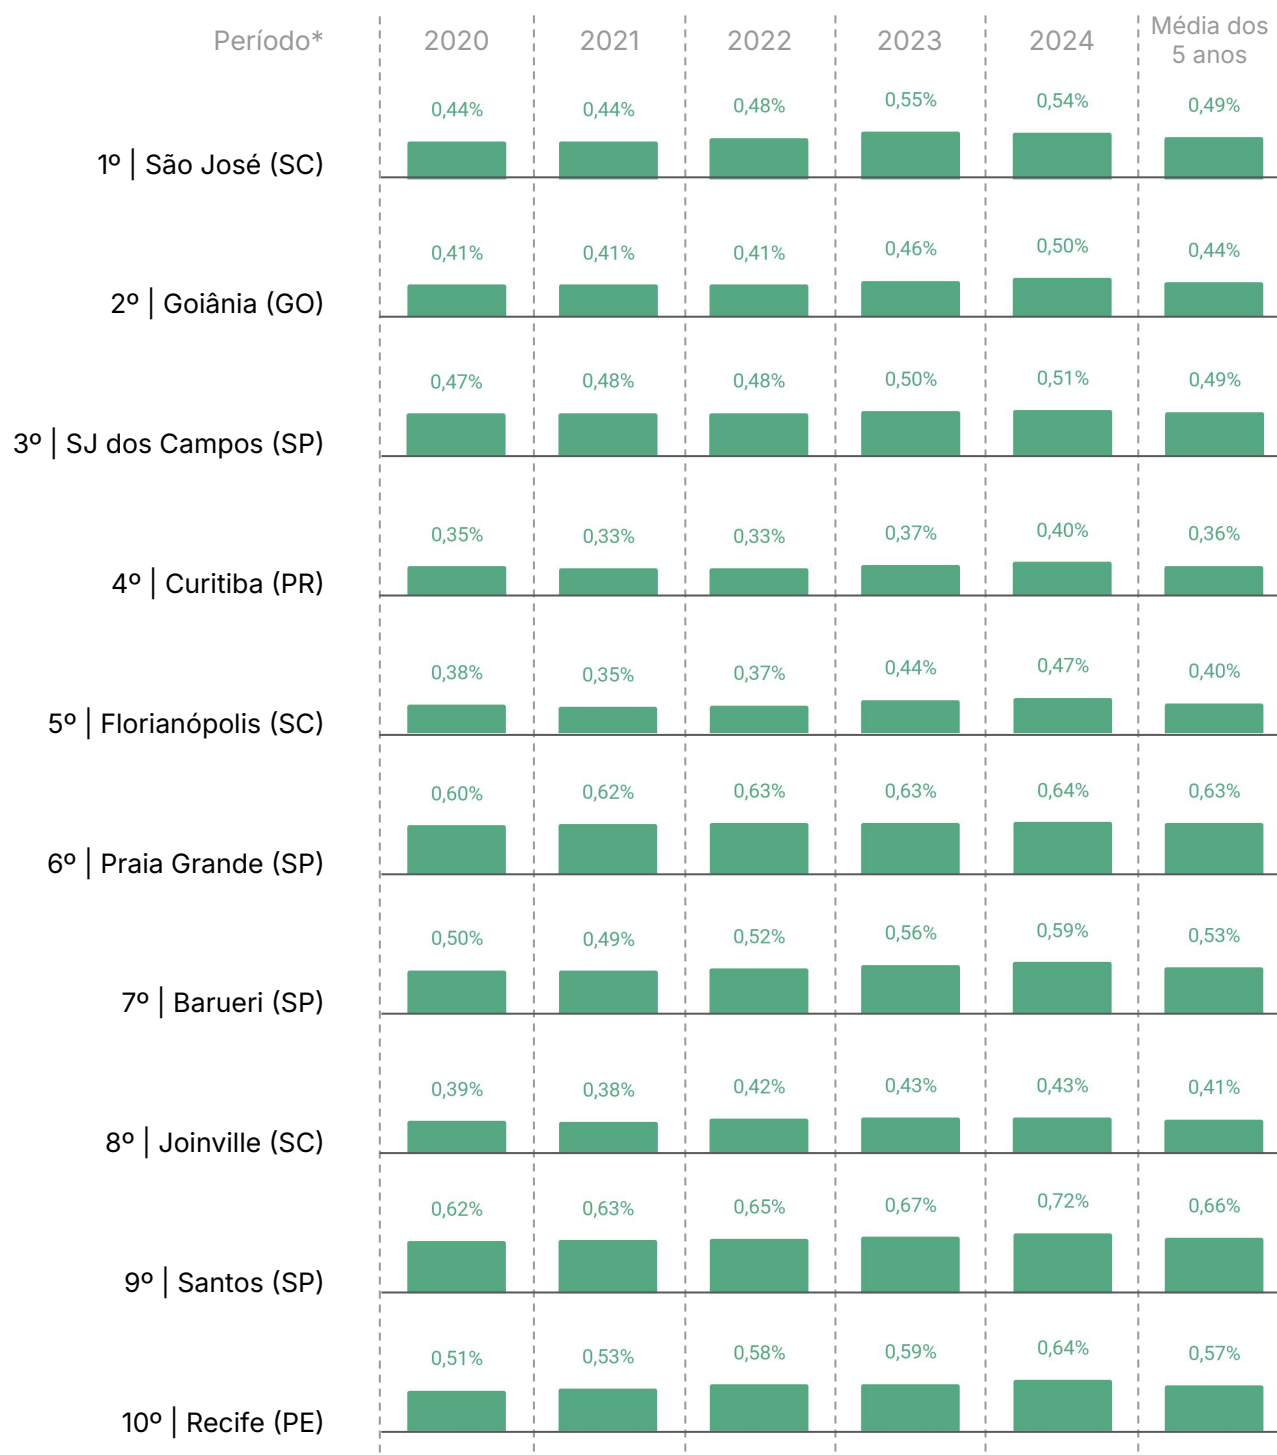 Período* 2020 2021 2022 2023 2024 Média dos
5 anos
0,44% 0,44% 0,48% 0,55% 0,54% 0,49%
1º | São José (SC)
0,41% 0,41% 0,41% 0,46% 0,50% 0,44%
2º | Goiânia (GO)
0,47% 0,48% 0,48% 0,50% 0,51% 0,49%
3º | SJ dos Campos (SP)
0,35% 0,33% 0,33% 0,37% 0,40% 0,36%
4º | Curitiba (PR)
0,38% 0,35% 0,37% 0,44% 0,47% 0,40%
5º | Florianópolis (SC)
0,60% 0,62% 0,63% 0,63% 0,64% 0,63%
6º | Praia Grande (SP)
0,50% 0,49% 0,52% 0,56% 0,59% 0,53%
7º | Barueri (SP)
0,39% 0,38% 0,42% 0,43% 0,43% 0,41%
8º | Joinville (SC)
0,62% 0,63% 0,65% 0,67% 0,72% 0,66%
9º | Santos (SP)
0,51% 0,53% 0,58% 0,59% 0,64% 0,57%
10º | Recife (PE)